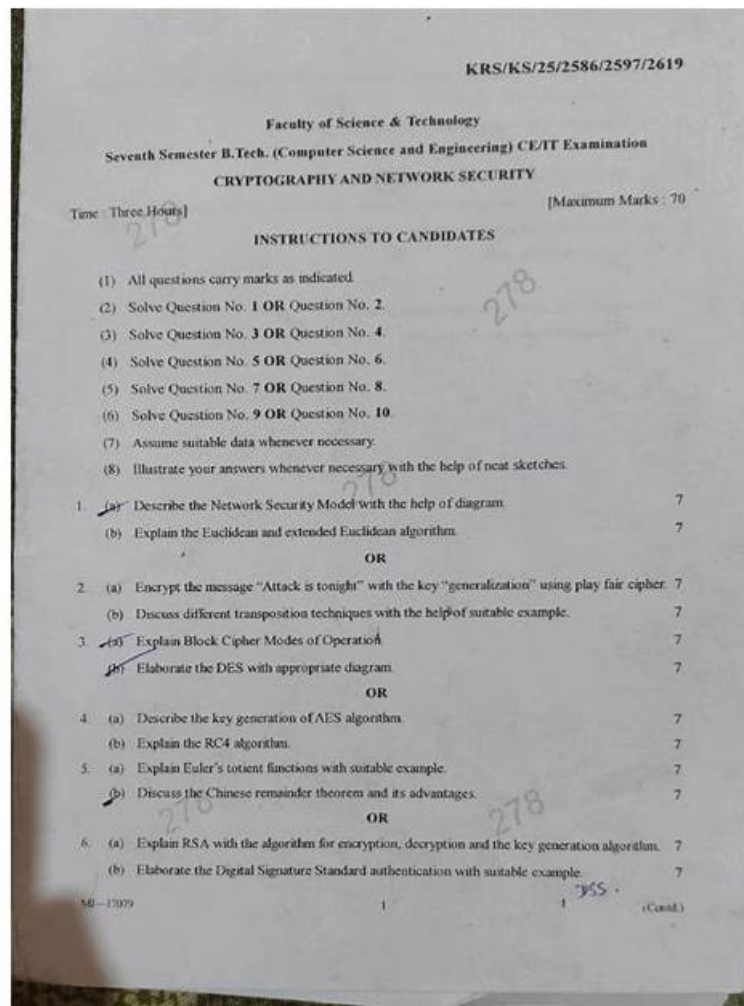 KRS/KS/25/2586/2597/2619
Faculty of Science & Technology
Seventh Semester B.Tech. (Computer Science and Engineering) CE/IT Examination
CRYPTOGRAPHY AND NETWORK SECURITY
Time : Three Hours] [Maximum Marks : 70
278
INSTRUCTIONS TO CANDIDATES
(1) All questions carry marks as indicated.
278
(2) Solve Question No. 1 OR Question No. 2.
(3) Solve Question No. 3 OR Question No. 4.
(4) Solve Question No. 5 OR Question No. 6.
(5) Solve Question No. 7 OR Question No. 8.
(6) Solve Question No. 9 OR Question No. 10.
(7) Assume suitable data whenever necessary.
(8) Illustrate your answers whenever necessary with the help of neat sketches.
278
1. (a) Describe the Network Security Model with the help of diagram. 7
(b) Explain the Euclidean and extended Euclidean algorithm. 7
OR
2. (a) Encrypt the message “Attack is tonight” with the key “generalization” using play fair cipher. 7
(b) Discuss different transposition techniques with the help of suitable example. 7
3. (a) Explain Block Cipher Modes of Operation. 7
(b) Elaborate the DES with appropriate diagram. 7
OR
4. (a) Describe the key generation of AES algorithm. 7
(b) Explain the RC4 algorithm. 7
5. (a) Explain Euler's totient functions with suitable example. 7
(b) Discuss the Chinese remainder theorem and its advantages. 7
278 278
OR
6. (a) Explain RSA with the algorithm for encryption, decryption and the key generation algorithm. 7
(b) Elaborate the Digital Signature Standard authentication with suitable example. 7
DSS.
1 (Contd.)